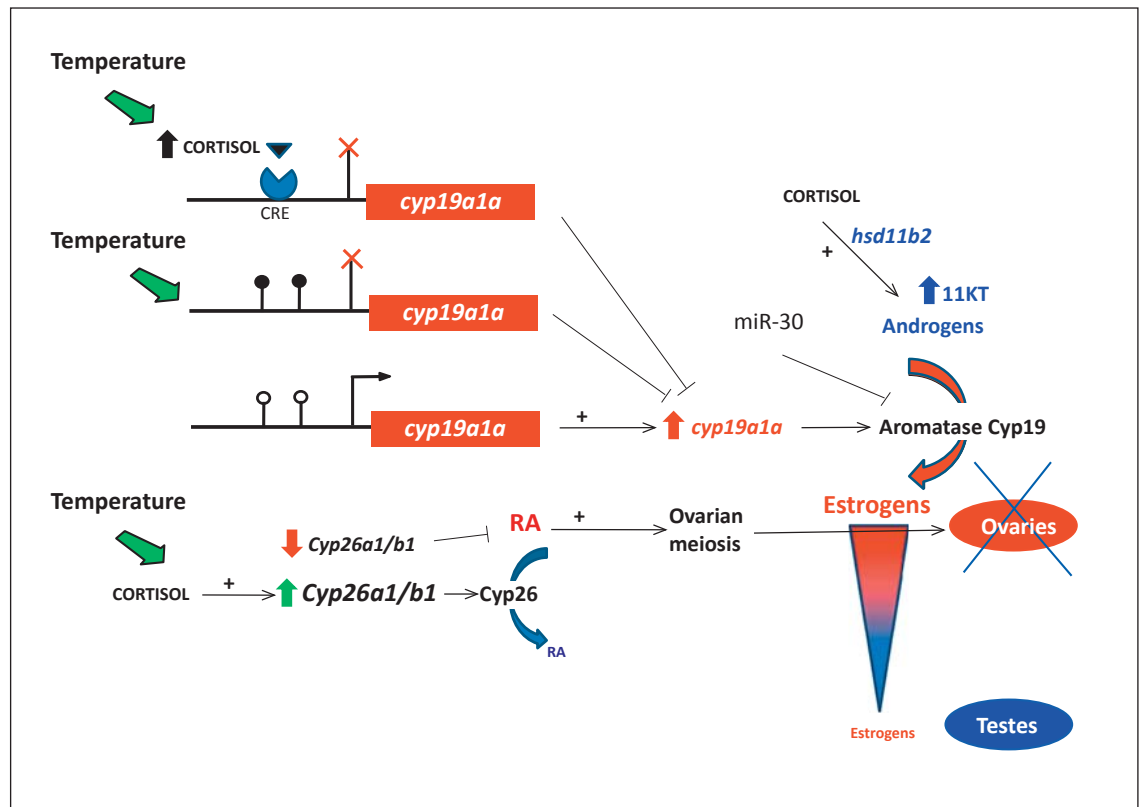 Temperature
CORTISOL
CRE
cyp19a1a
Temperature
cyp19a1a
CORTISOL
hsd11b2
+
11KT
Androgens
miR-30
cyp19a1a
+
cyp19a1a
Aromatase Cyp19
Temperature
Estrogens
RA
+
Ovarian
meiosis
Ovaries
Cyp26a1/b1
CORTISOL
+
Cyp26a1/b1
Cyp26
RA
Estrogens
Testes